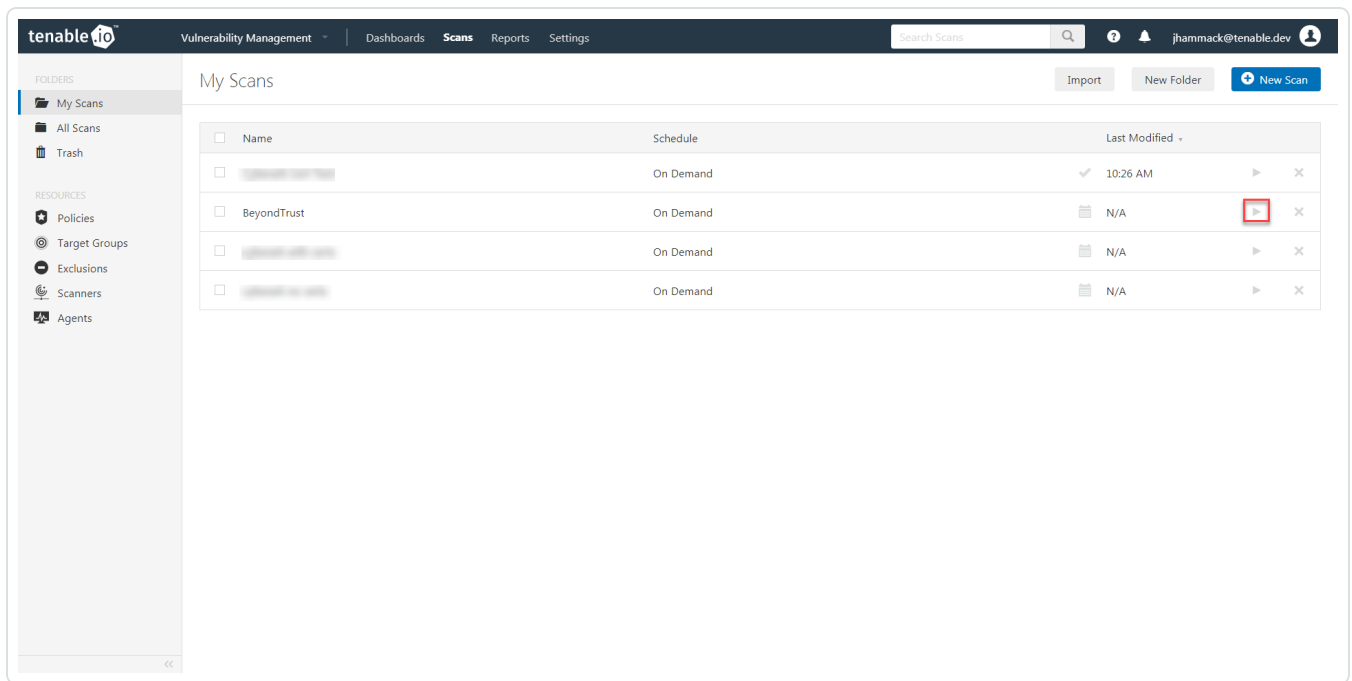 tenable.io™ Vulnerability Management Dashboards Scans Reports Settings Search Scans jhammack@tenable.dev
FOLDERS
My Scans
All Scans
Trash
RESOURCES
Policies
Target Groups
Exclusions
Scanners
Agents
My Scans Import New Folder New Scan
Name Schedule Last Modified
On Demand 10:26 AM
BeyondTrust On Demand N/A
On Demand N/A
On Demand N/A